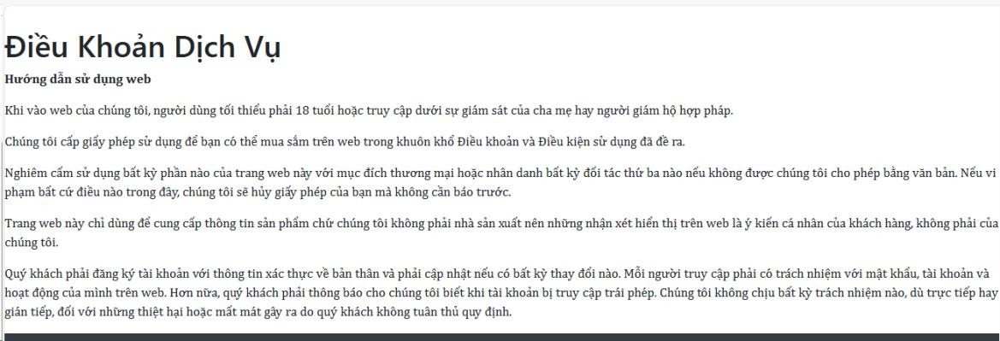 Điều Khoản Dịch Vụ
Hướng dẫn sử dụng web
Khi vào web của chúng tôi, người dùng tối thiểu phải 18 tuổi hoặc truy cập dưới sự giám sát của cha mẹ hay người giám hộ hợp pháp.
Chúng tôi cấp giấy phép sử dụng để bạn có thể mua sắm trên web trong khuôn khổ Điều khoản và Điều kiện sử dụng đã đề ra.
Nghiêm cấm sử dụng bất kỳ phần nào của trang web này với mục đích thương mại hoặc nhân danh bất kỳ đối tác thứ ba nào nếu không được chúng tôi cho phép bằng văn bản. Nếu vi
phạm bất cứ điều nào trong đây, chúng tôi sẽ hủy giấy phép của bạn mà không cần báo trước.
Trang web này chỉ dùng để cung cấp thông tin sản phẩm chứ chúng tôi không phải nhà sản xuất nên những nhận xét hiển thị trên web là ý kiến cá nhân của khách hàng, không phải của
chúng tôi.
Quý khách phải đăng ký tài khoản với thông tin xác thực về bản thân và phải cập nhật nếu có bất kỳ thay đổi nào. Mỗi người truy cập phải có trách nhiệm với mật khẩu, tài khoản và
hoạt động của mình trên web. Hơn nữa, quý khách phải thông báo cho chúng tôi biết khi tài khoản bị truy cập trái phép. Chúng tôi không chịu bất kỳ trách nhiệm nào, dù trực tiếp hay
gián tiếp, đối với những thiệt hại hoặc mất mát gây ra do quý khách không tuân thủ quy định.